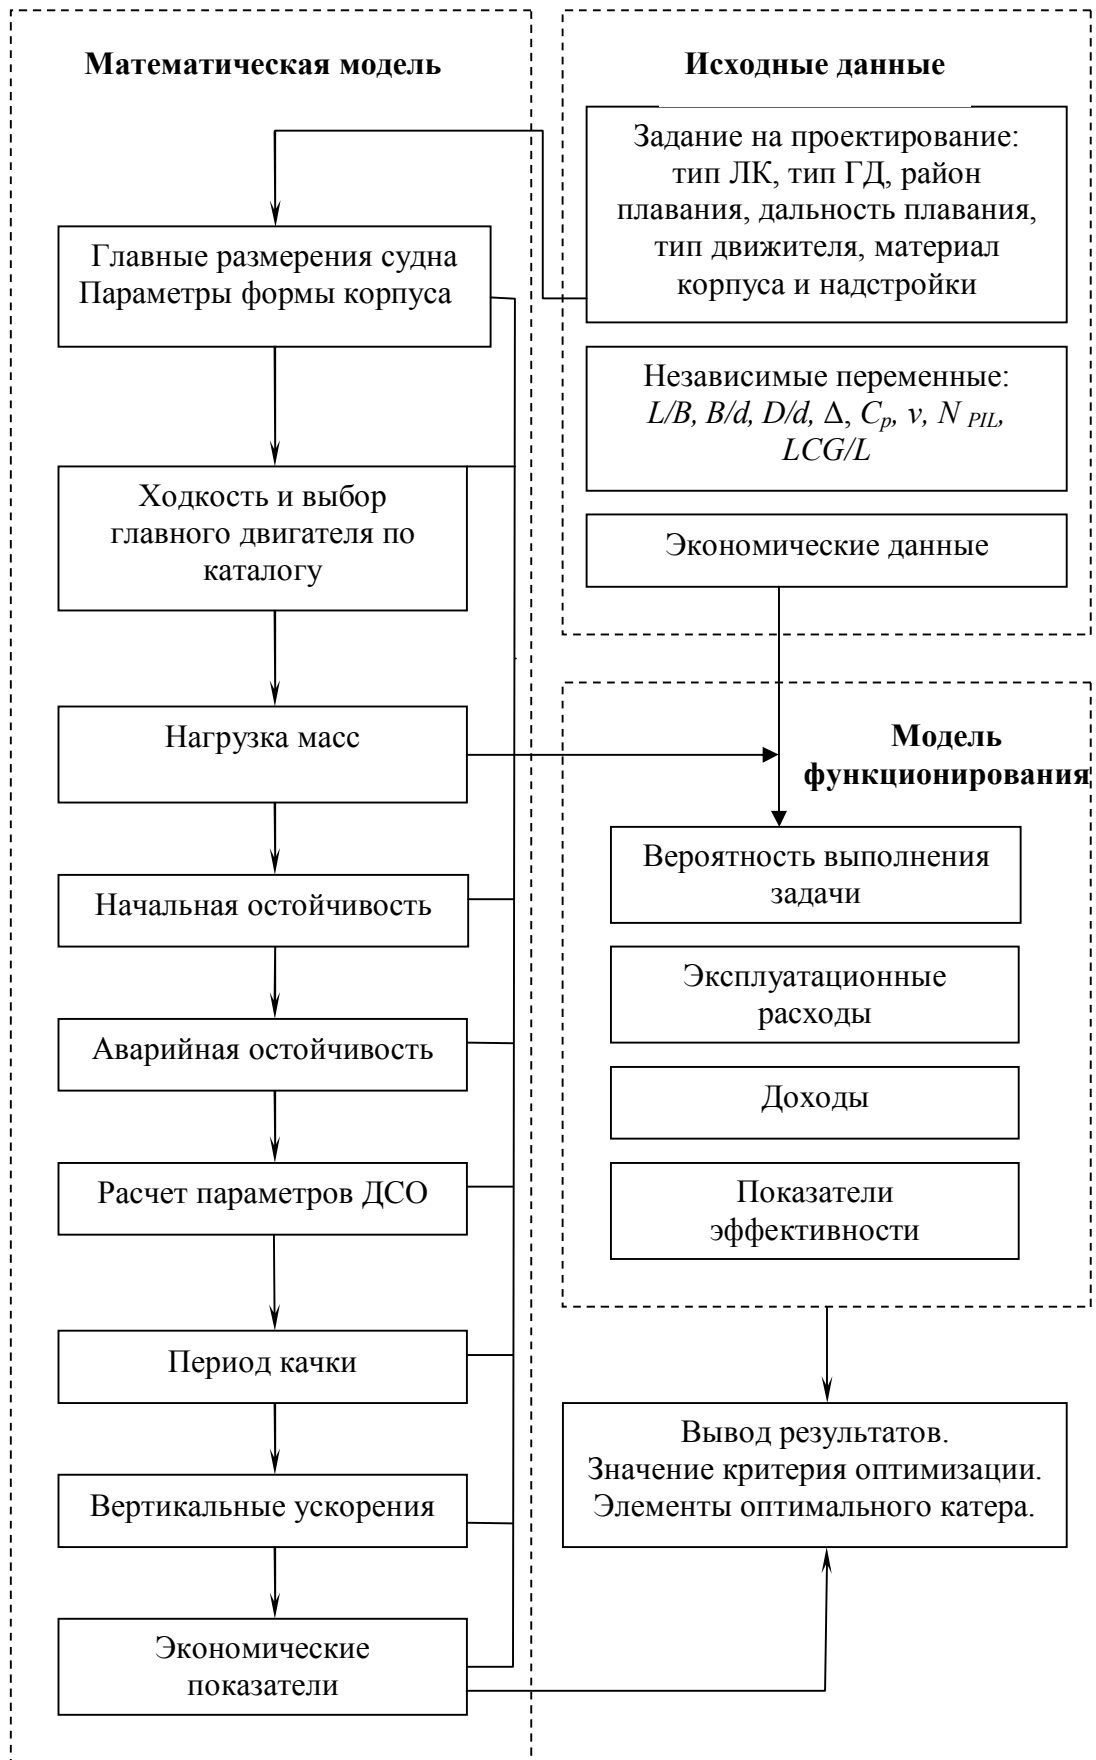 Математическая модель
Главные размерения судна
Параметры формы корпуса
Ходкость и выбор
главного двигателя по
каталогу
Нагрузка масс
Начальная остойчивость
Аварийная остойчивость
Расчет параметров ДСО
Период качки
Вертикальные ускорения
Экономические
показатели
Исходные данные
Задание на проектирование:
тип ЛК, тип ГД, район
плавания, дальность плавания,
тип движителя, материал
корпуса и надстройки
Независимые переменные:
L/B, B/d, D/d, Δ, Cp, v, N PIL,
LCG/L
Экономические данные
Модель
функционирования
Вероятность выполнения
задачи
Эксплуатационные
расходы
Доходы
Показатели
эффективности
Вывод результатов.
Значение критерия оптимизации.
Элементы оптимального катера.